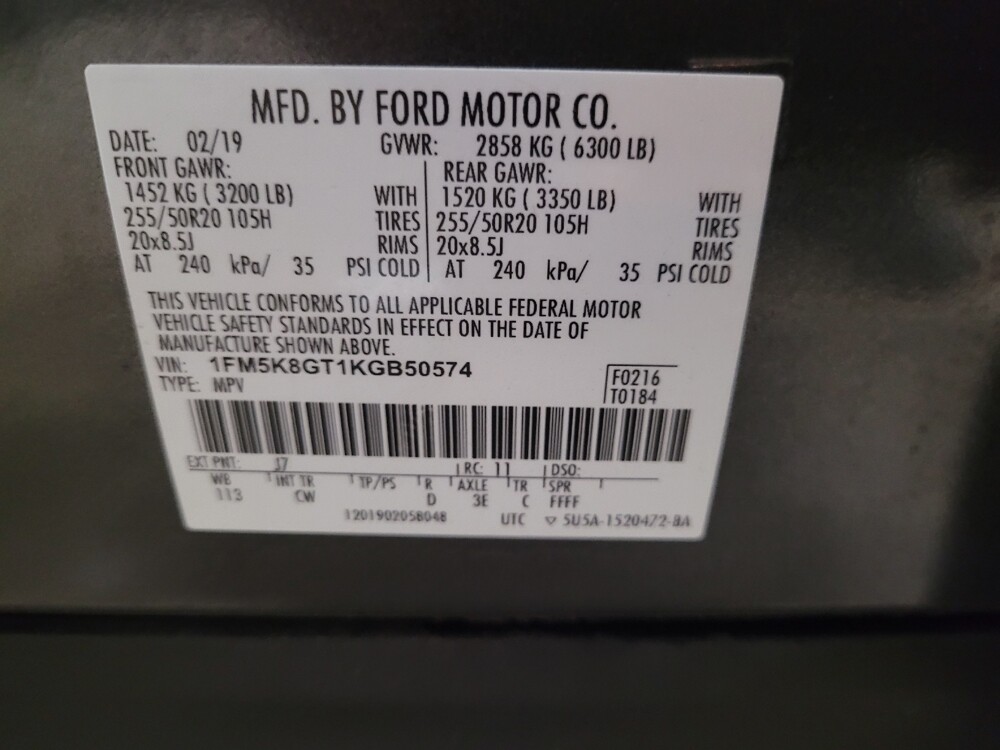 MFD. BY FORD MOTOR CO.
DATE: 02/19 GVWR: 2858 KG ( 6300 LB)
FRONT GAWR: REAR GAWR:
1452 KG ( 3200 LB) WITH 1520 KG ( 3350 LB) WITH
255/50R20 105H TIRES 255/50R20 105H TIRES
20x8.5J RIMS 20x8.5J RIMS
AT 240 kPa/ 35 PSI COLD AT 240 kPa/ 35 PSI COLD
THIS VEHICLE CONFORMS TO ALL APPLICABLE FEDERAL MOTOR
VEHICLE SAFETY STANDARDS IN EFFECT ON THE DATE OF
MANUFACTURE SHOWN ABOVE.
VIN: 1FM5K8GT1KGB50574
TYPE: MPV
F0216
T0184
EXT PNT: J7 RC: 11 DSO:
WB INT TR TP/PS R AXLE TR SPR
113 CW D 3E C FFFF
1201902058048 UTC ▽ 5U5A-1520472-BA